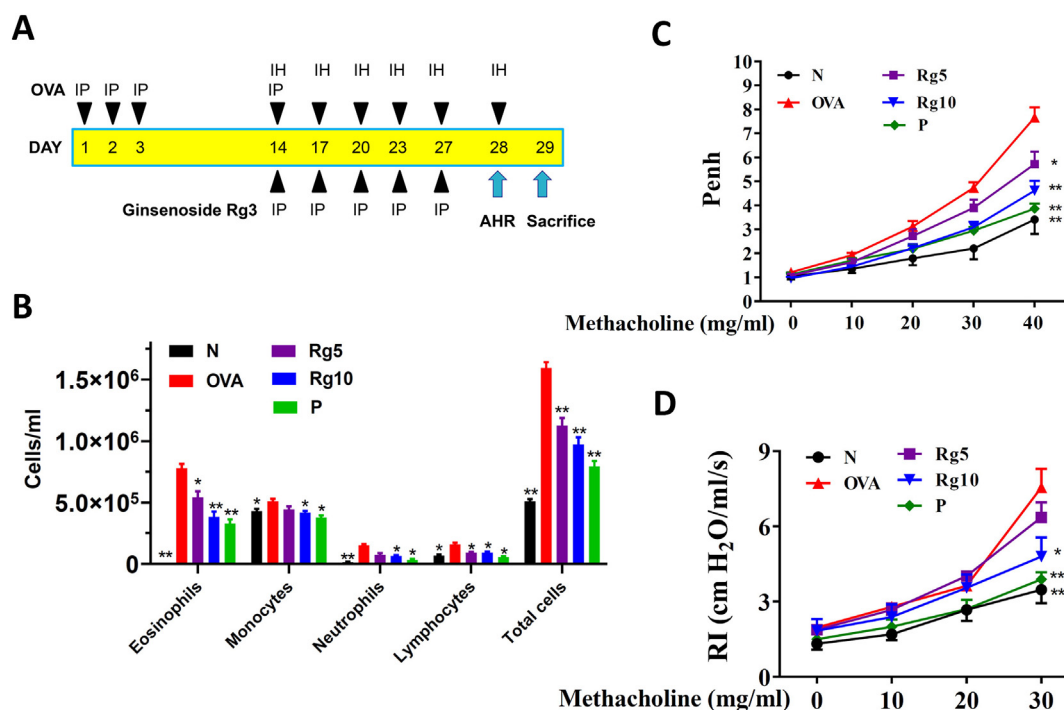 A
IH IH IH IH IH IH
OVA IP IP IP IP
DAY 1 2 3 14 17 20 23 27 28 29
Ginsenoside Rg3 IP IP IP IP IP
AHR Sacrifice
B
N
OVA
Rg5
Rg10
P
Cells/ml
1.5×10⁶
1.0×10⁶
5.0×10⁵
0
** * ** **
* * *
** * *
* * * *
** ** ** **
Eosinophils
Monocytes
Neutrophils
Lymphocytes
Total cells
C
N
OVA
Rg5
Rg10
P
Penh
10
9
8
7
6
5
4
3
2
1
0
*
**
**
**
Methacholine (mg/ml) 0 10 20 30 40
D
N
OVA
Rg5
Rg10
P
RI (cm H₂O/ml/s)
9
6
3
0
*
**
**
Methacholine (mg/ml) 0 10 20 30